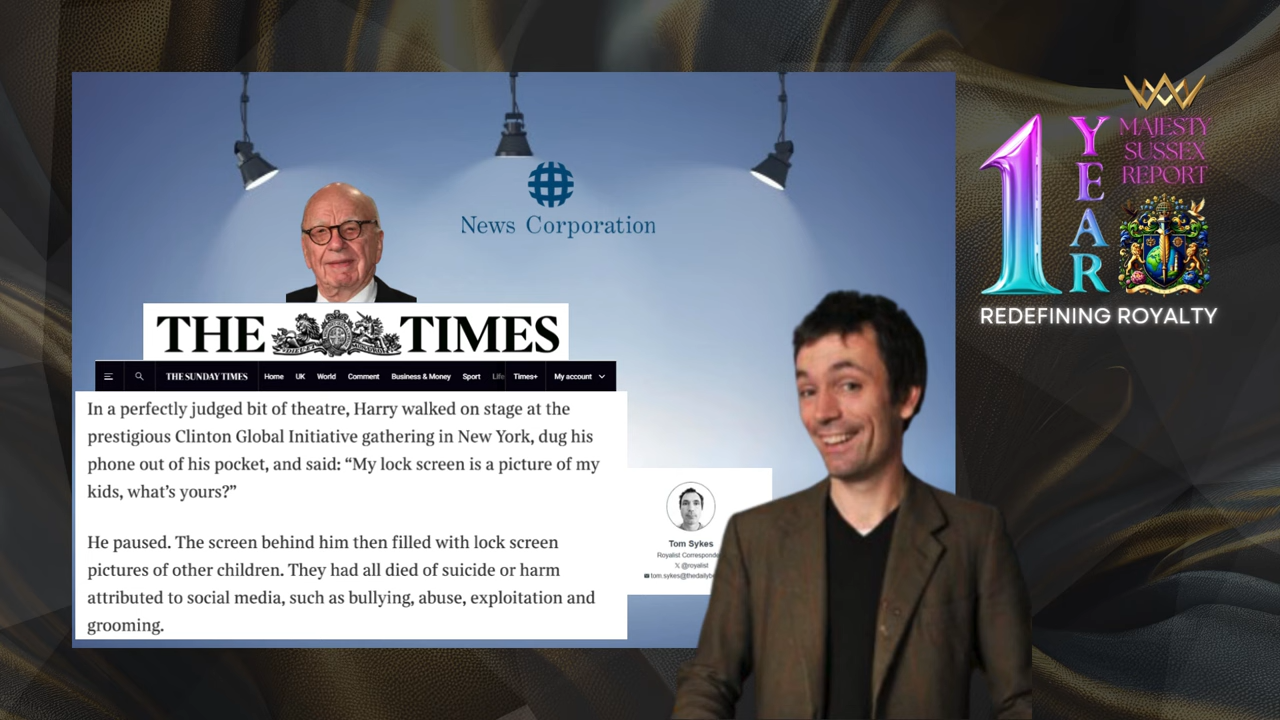 News Corporation
THE TIMES
THE SUNDAY TIMES Home UK World Comment Business & Money Sport Life Times+ My account
In a perfectly judged bit of theatre, Harry walked on stage at the
prestigious Clinton Global Initiative gathering in New York, dug his
phone out of his pocket, and said: “My lock screen is a picture of my
kids, what’s yours?”
He paused. The screen behind him then filled with lock screen
pictures of other children. They had all died of suicide or harm
attributed to social media, such as bullying, abuse, exploitation and
grooming.
Tom Sykes
Royalist
X @royalist
1 YEAR
MAJESTY
SUSSEX
REPORT
REDEFINING ROYALTY